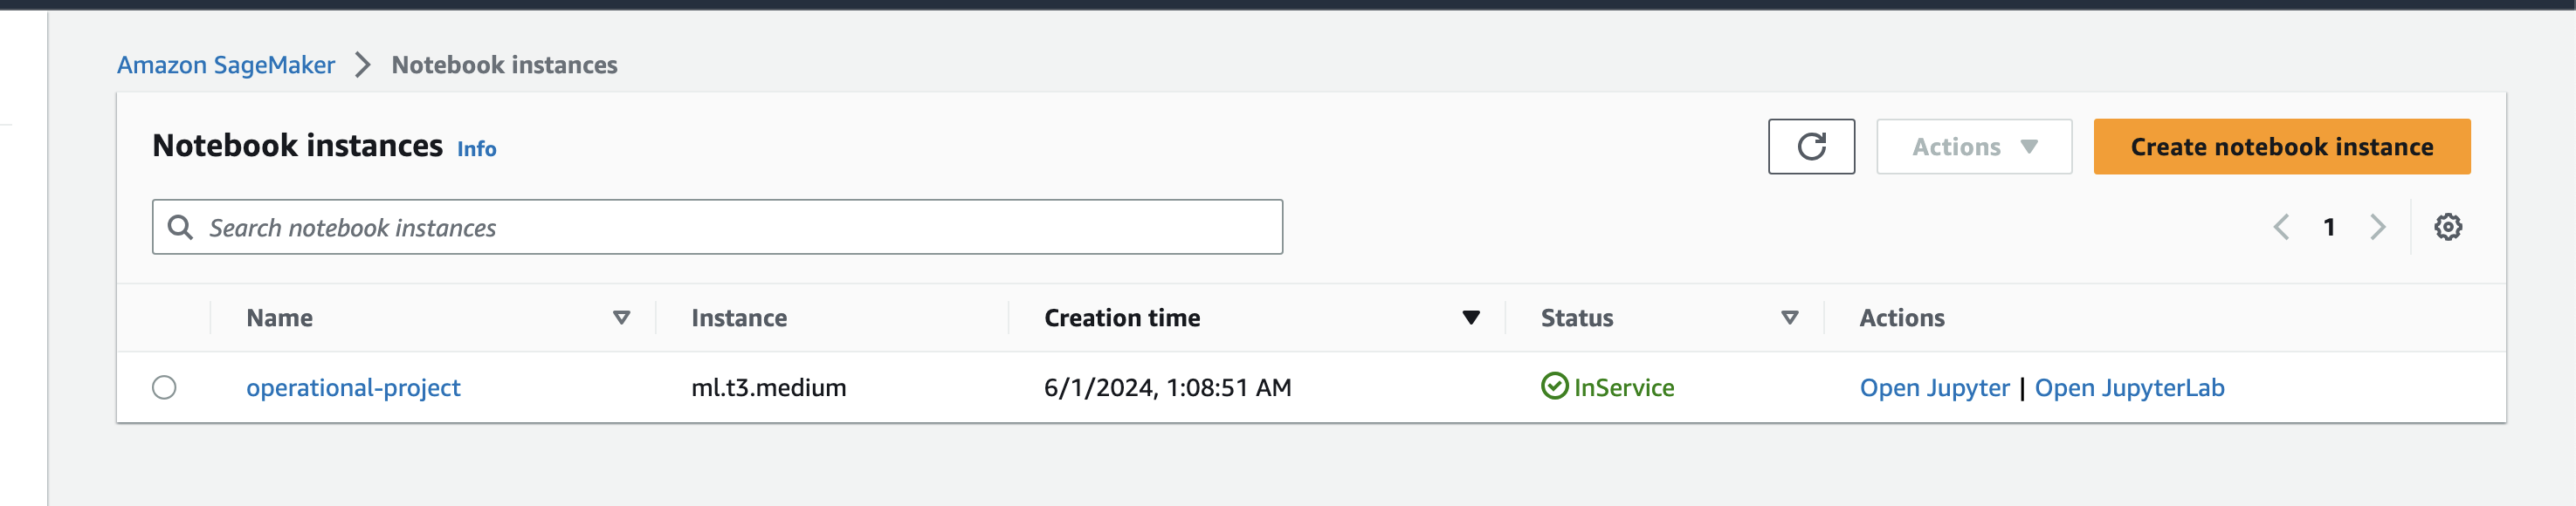 Amazon SageMaker > Notebook instances
Notebook instances Info
Actions
Create notebook instance
Search notebook instances
1
Name Instance Creation time Status Actions
operational-project ml.t3.medium 6/1/2024, 1:08:51 AM InService Open Jupyter | Open JupyterLab